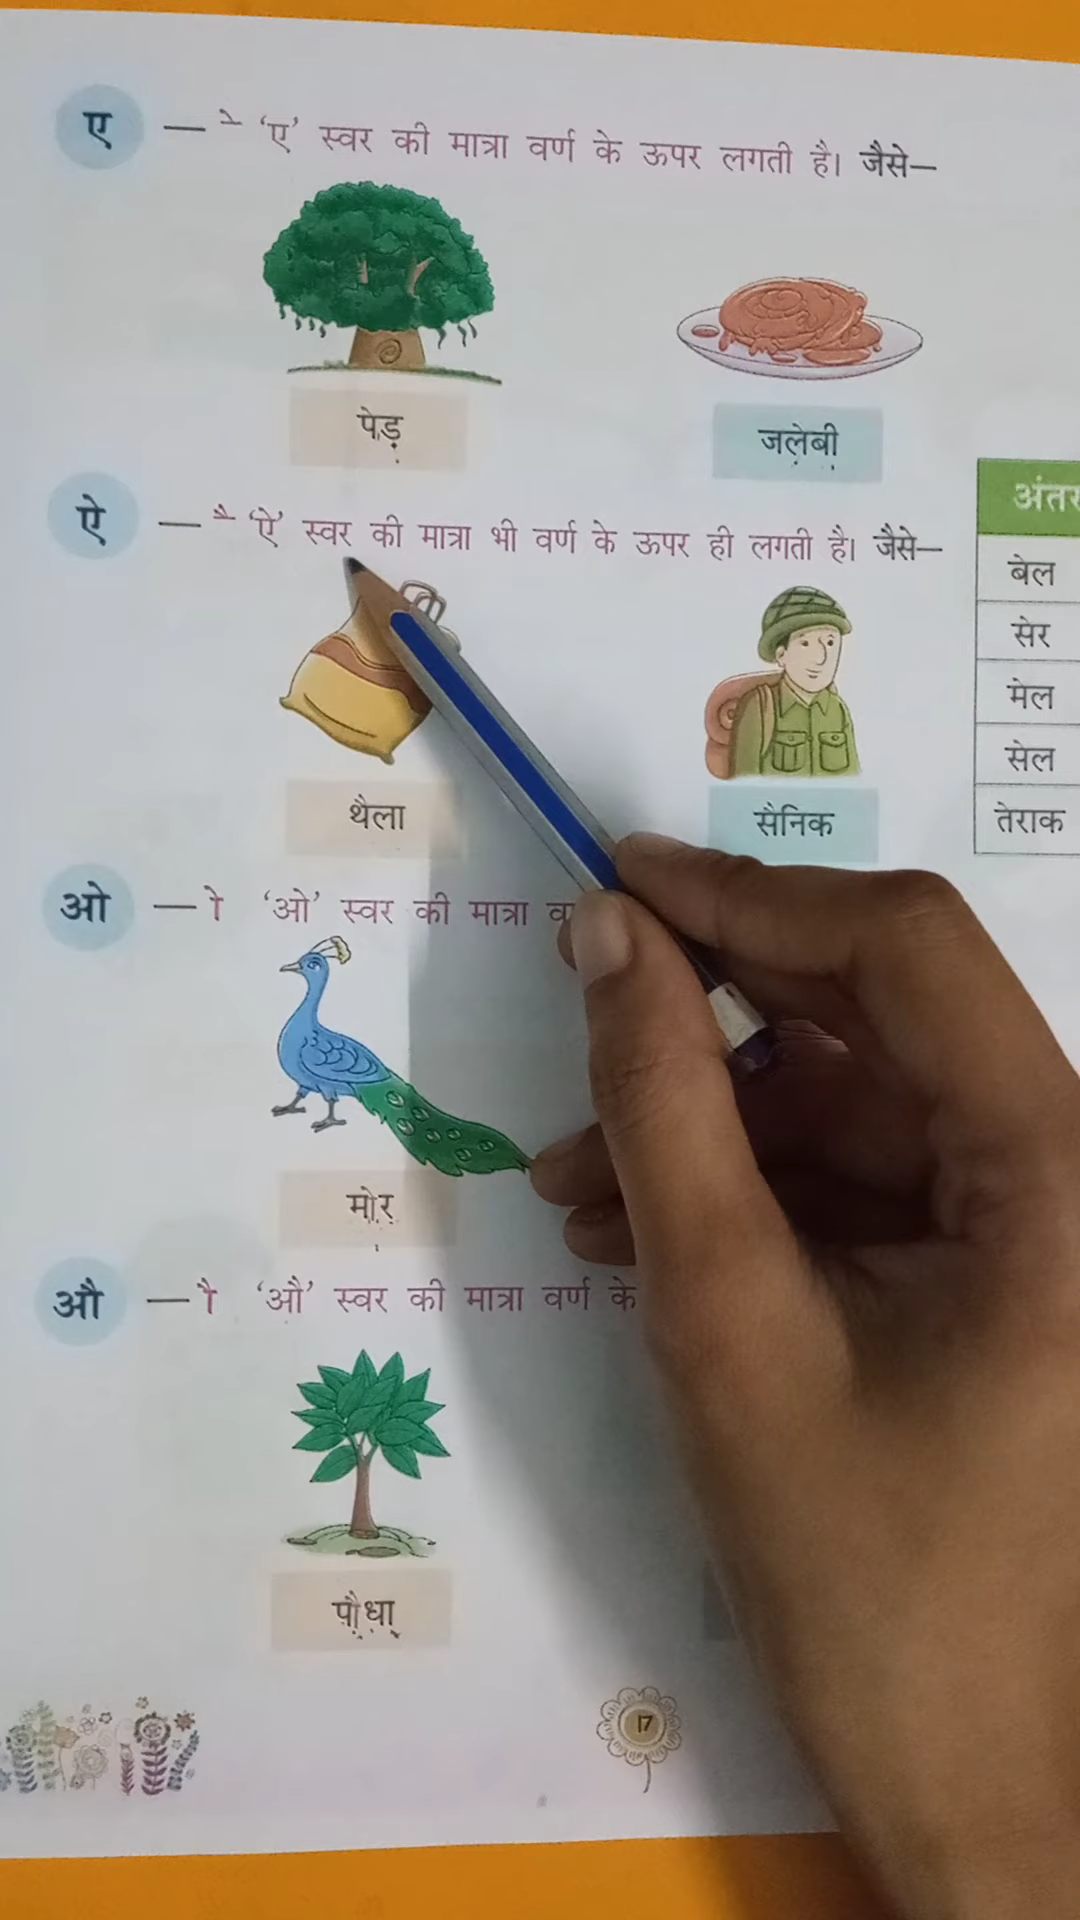 ए — े 'ए' स्वर की मात्रा वर्ण के ऊपर लगती है। जैसे—
पेड़ जलेबी
ऐ — ै 'ऐ' स्वर की मात्रा भी वर्ण के ऊपर ही लगती है। जैसे—
थैला सैनिक
ओ — ो 'ओ' स्वर की मात्रा
मोर
औ — ौ 'औ' स्वर की मात्रा वर्ण के
पौधा
बेल
सेर
मेल
सेल
तेराक
17